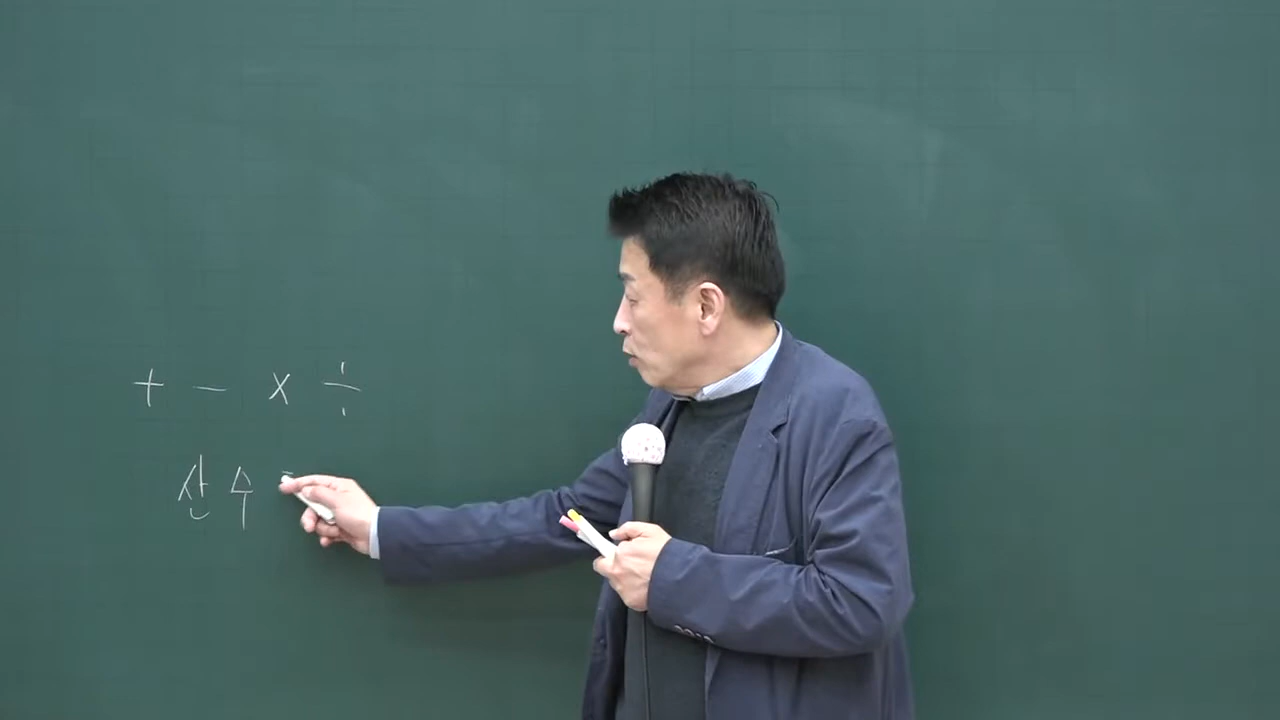 + - × ÷
산수